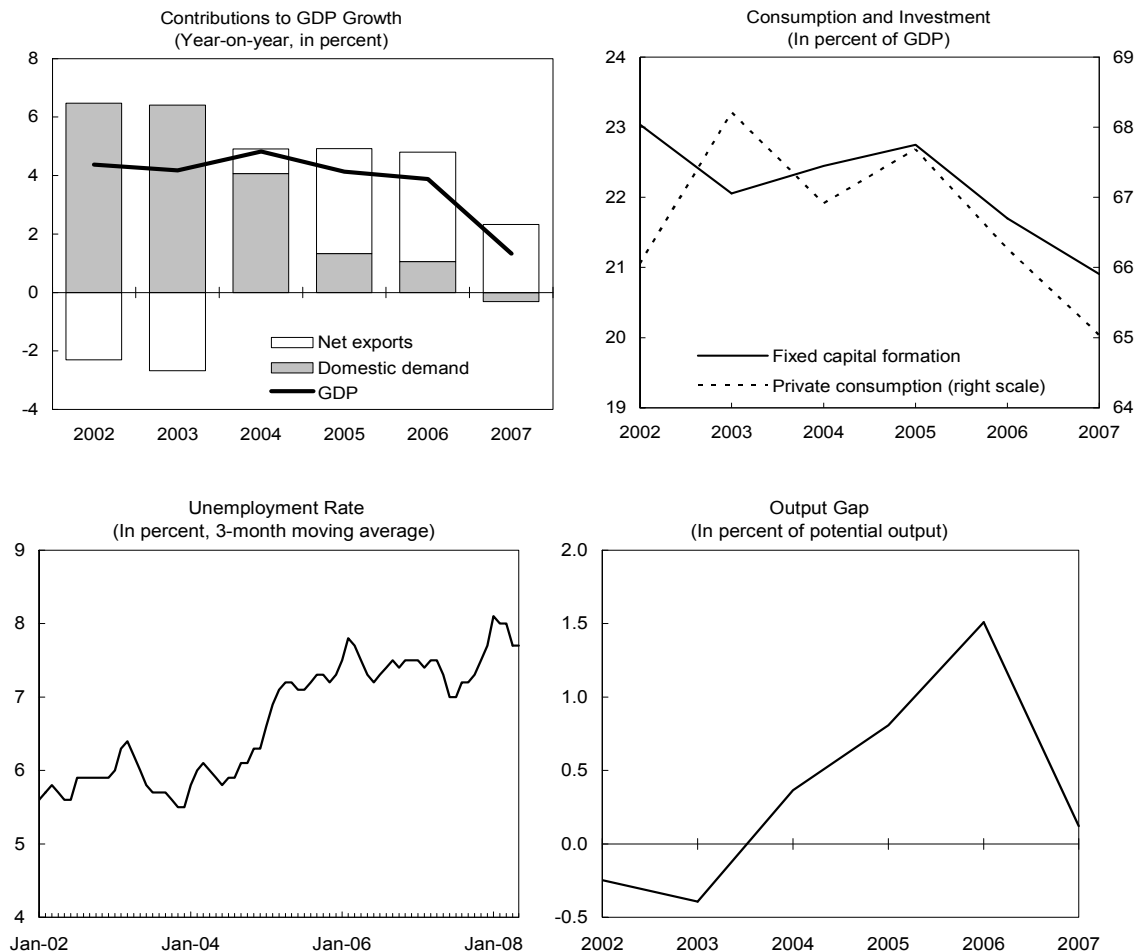 Contributions to GDP Growth
(Year-on-year, in percent)
8
6
4
2
0
-2
-4
Net exports
Domestic demand
GDP
2002 2003 2004 2005 2006 2007
Consumption and Investment
(In percent of GDP)
24
23
22
21
20
19
69
68
67
66
65
64
Fixed capital formation
Private consumption (right scale)
2002 2003 2004 2005 2006 2007
Unemployment Rate
(In percent, 3-month moving average)
9
8
7
6
5
4
Jan-02 Jan-04 Jan-06 Jan-08
Output Gap
(In percent of potential output)
2.0
1.5
1.0
0.5
0.0
-0.5
2002 2003 2004 2005 2006 2007